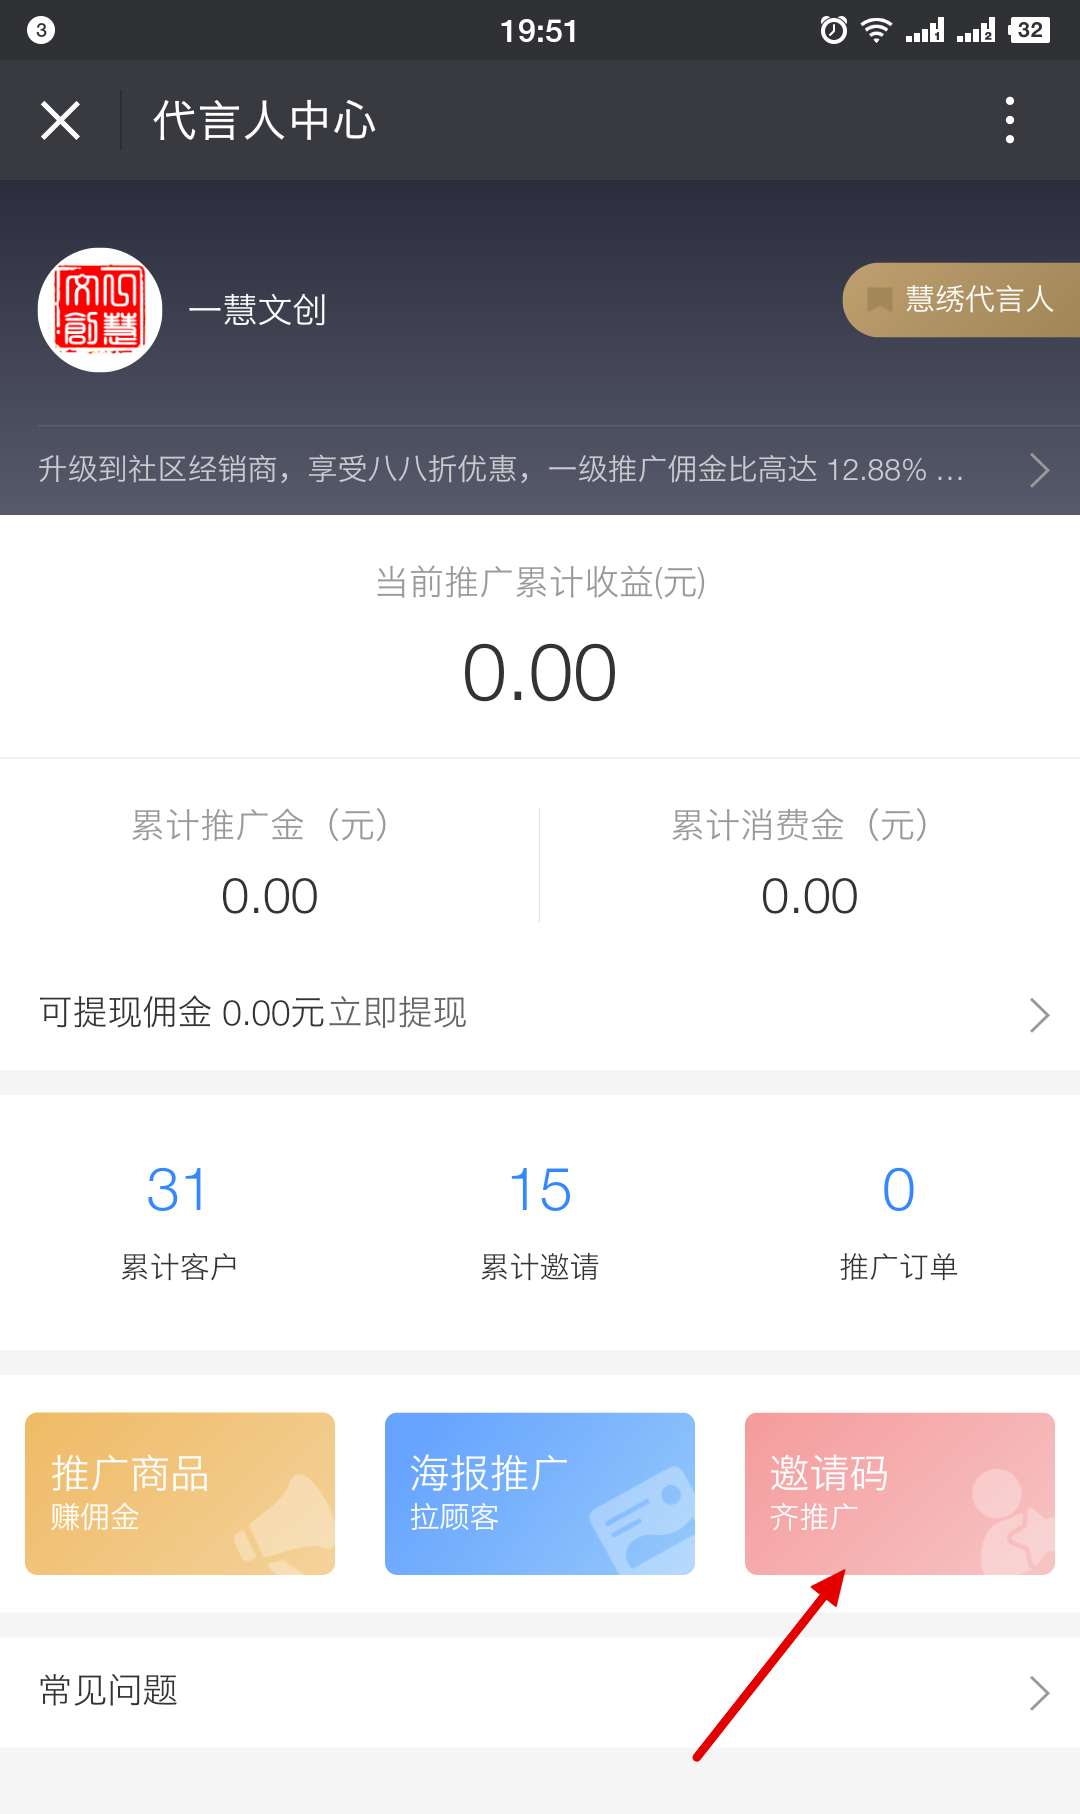 3
19:51
1
2
32
代言人中心
一慧文创
慧绣代言人
升级到社区经销商，享受八八折优惠，一级推广佣金比高达 12.88% …
当前推广累计收益(元)
0.00
累计推广金（元）
累计消费金（元）
0.00
0.00
可提现佣金 0.00元立即提现
31
15
0
累计客户
累计邀请
推广订单
推广商品
海报推广
邀请码
赚佣金
拉顾客
齐推广
常见问题